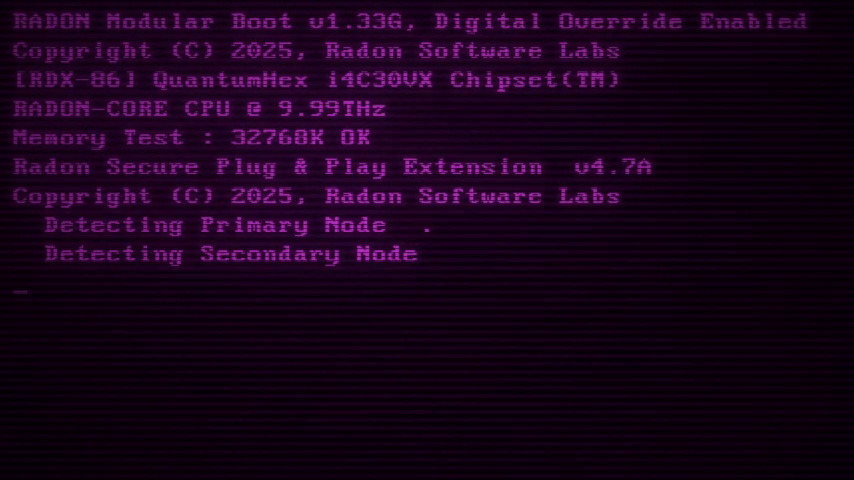 RADON Modular Boot v1.33G, Digital Override Enabled
Copyright (C) 2025, Radon Software Labs
[RDX-86] QuantumHex i4C30VX Chipset(TM)
RADON-CORE CPU @ 9.99THz
Memory Test : 32768K OK
Radon Secure Plug & Play Extension  v4.7A
Copyright (C) 2025, Radon Software Labs
  Detecting Primary Node  .
  Detecting Secondary Node
_